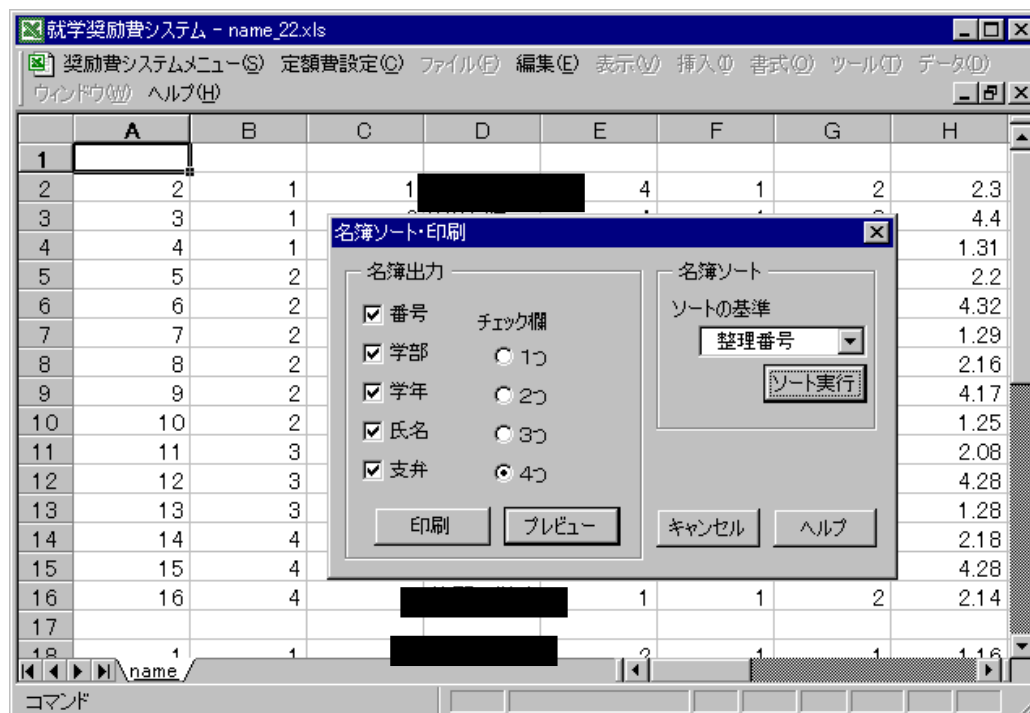 就学奨励費システム - name_22.xls
奨励費システムメニュー(S) 定額費設定(C) ファイル(F) 編集(E) 表示(V) 挿入(I) 書式(O) ツール(T) データ(D)
ウィンドウ(W) ヘルプ(H)
A B C D E F G H
1
2 2 1 1 4 1 2 2.3
3 3 1 4.4
4 4 1 1.31
5 5 2 2.2
6 6 2 4.32
7 7 2 1.29
8 8 2 2.16
9 9 2 4.17
10 10 2 1.25
11 11 3 2.08
12 12 3 4.28
13 13 3 1.28
14 14 4 2.18
15 15 4 4.28
16 16 4 1 1 2 2.14
17
18 1 1 2 1 1 1.16
名簿ソート・印刷
名簿出力
番号
学部
学年
氏名
支弁
チェック欄
1つ
2つ
3つ
4つ
印刷 プレビュー
名簿ソート
ソートの基準
整理番号
ソート実行
キャンセル ヘルプ
name
コマンド